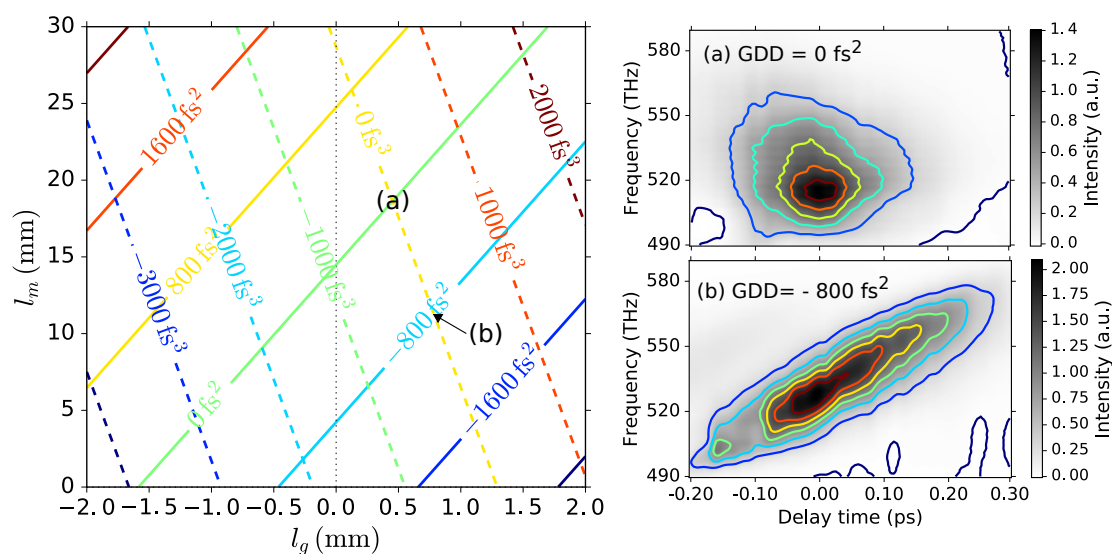 30
25
20
15
10
5
0
l_m (mm)
−2.0 −1.5 −1.0 −0.5 0.0 0.5 1.0 1.5 2.0
l_g (mm)
1600 fs²
800 fs²
0 fs²
−800 fs²
−1600 fs²
−3000 fs³
−2000 fs³
−1000 fs³
0 fs³
1000 fs³
2000 fs³
(a)
(b)
(a) GDD = 0 fs²
Frequency (THz)
580
550
520
490
1.4
1.2
1.0
0.8
0.6
0.4
0.2
0.0
Intensity (a.u.)
(b) GDD= - 800 fs²
Frequency (THz)
580
550
520
490
-0.20 -0.10 0.00 0.10 0.20 0.30
Delay time (ps)
2.00
1.75
1.50
1.25
1.00
0.75
0.50
0.25
0.00
Intensity (a.u.)